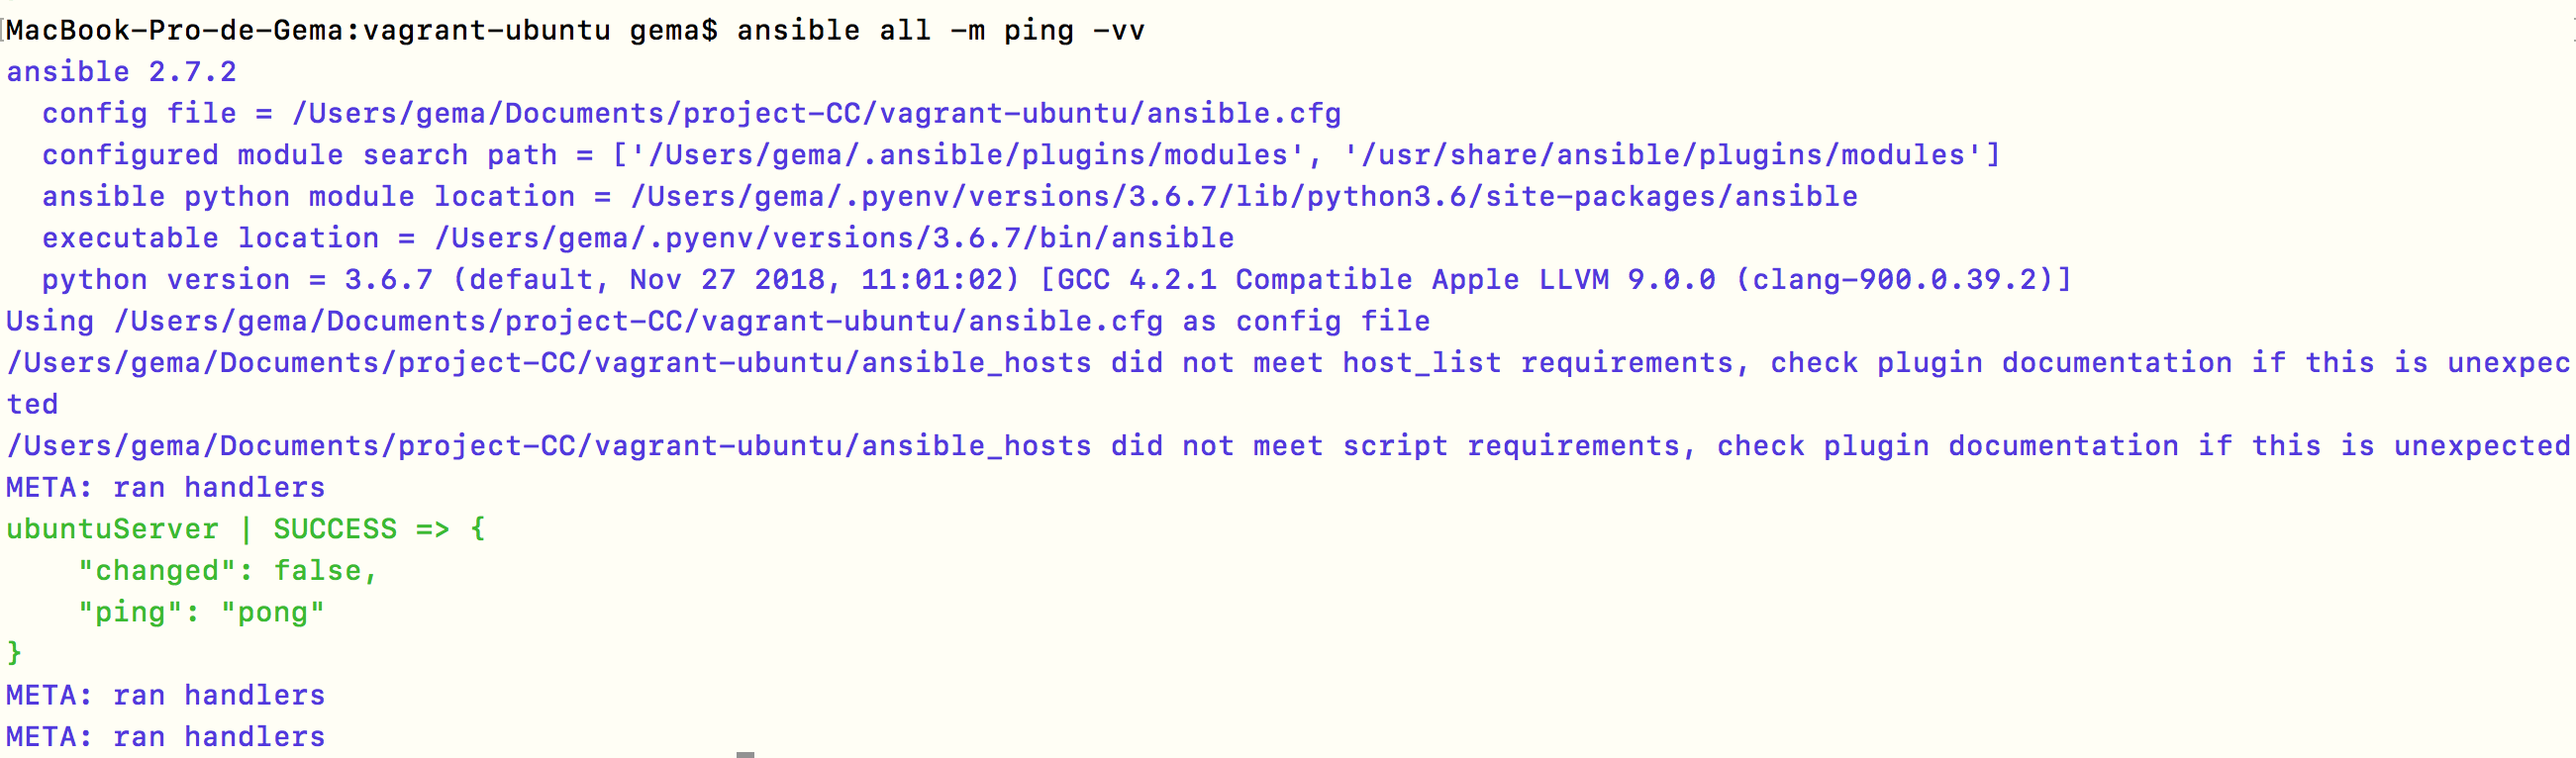 MacBook-Pro-de-Gema:vagrant-ubuntu gema$ ansible all -m ping -vv
ansible 2.7.2
  config file = /Users/gema/Documents/project-CC/vagrant-ubuntu/ansible.cfg
  configured module search path = ['/Users/gema/.ansible/plugins/modules', '/usr/share/ansible/plugins/modules']
  ansible python module location = /Users/gema/.pyenv/versions/3.6.7/lib/python3.6/site-packages/ansible
  executable location = /Users/gema/.pyenv/versions/3.6.7/bin/ansible
  python version = 3.6.7 (default, Nov 27 2018, 11:01:02) [GCC 4.2.1 Compatible Apple LLVM 9.0.0 (clang-900.0.39.2)]
Using /Users/gema/Documents/project-CC/vagrant-ubuntu/ansible.cfg as config file
/Users/gema/Documents/project-CC/vagrant-ubuntu/ansible_hosts did not meet host_list requirements, check plugin documentation if this is unexpec
ted
/Users/gema/Documents/project-CC/vagrant-ubuntu/ansible_hosts did not meet script requirements, check plugin documentation if this is unexpected
META: ran handlers
ubuntuServer | SUCCESS => {
    "changed": false,
    "ping": "pong"
}
META: ran handlers
META: ran handlers